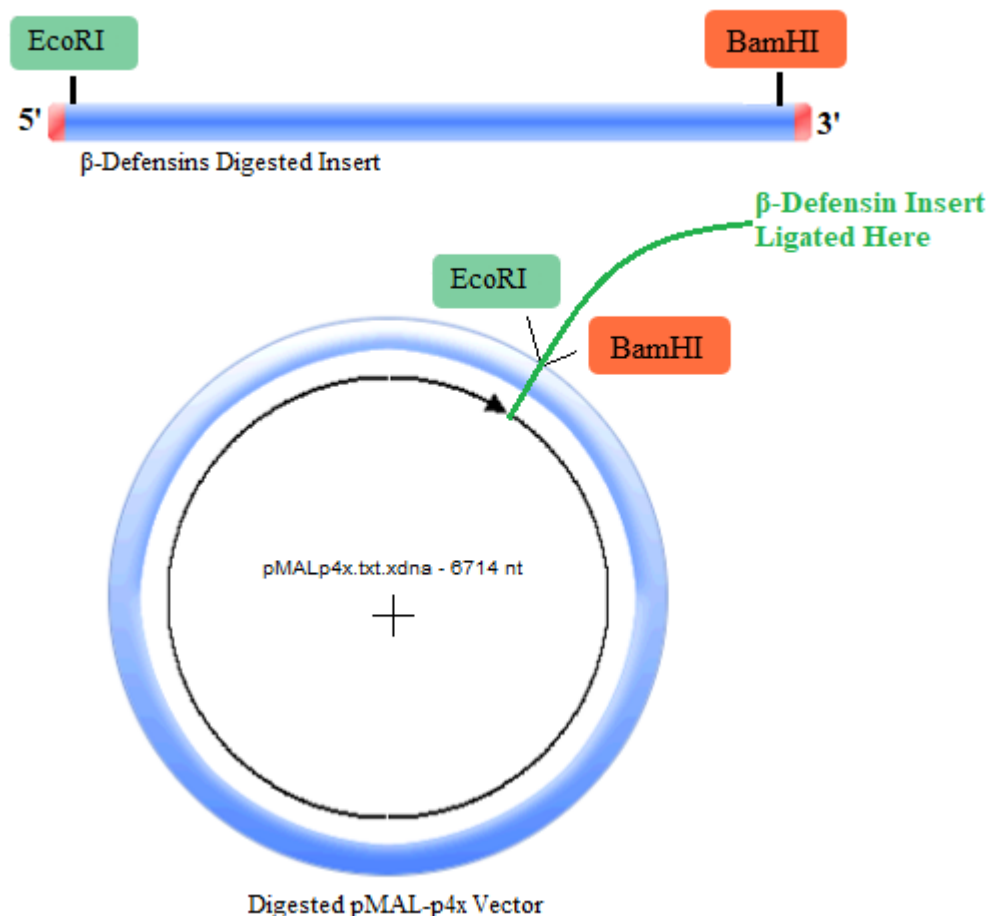 EcoRI
BamHI
5'
3'
β-Defensins Digested Insert
β-Defensin Insert
Ligated Here
EcoRI
BamHI
pMALp4x.txt.xdna - 6714 nt
Digested pMAL-p4x Vector